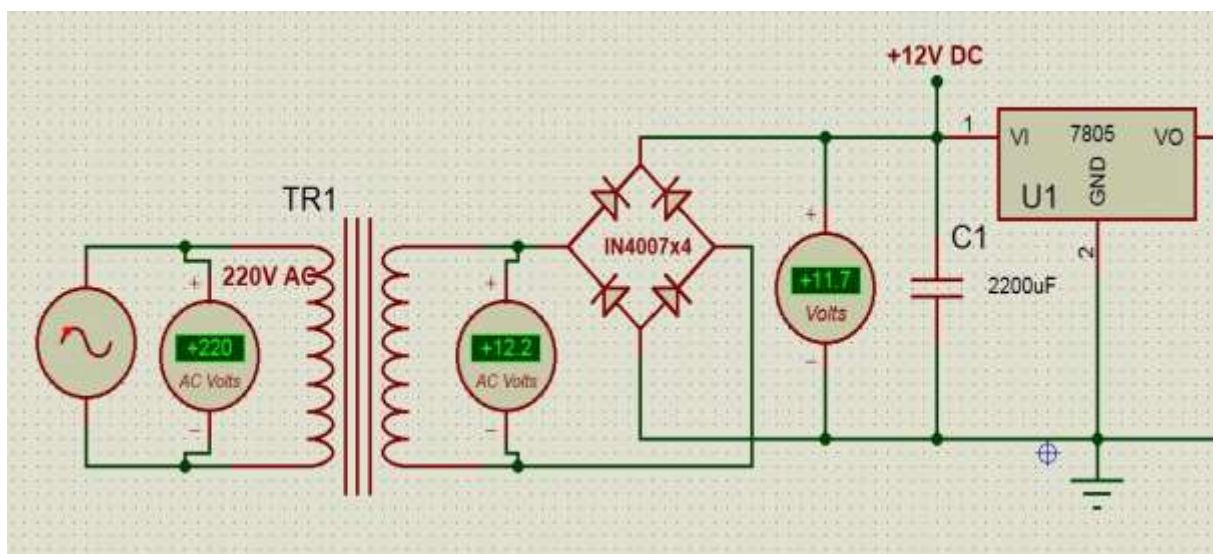 +12V DC
1
VI
7805
VO
GND
U1
TR1
2
C1
IN4007x4
220V AC
+
+
+
+11.7
2200uF
Volts
+220
+12.2
AC Volts
AC Volts
−
−
−